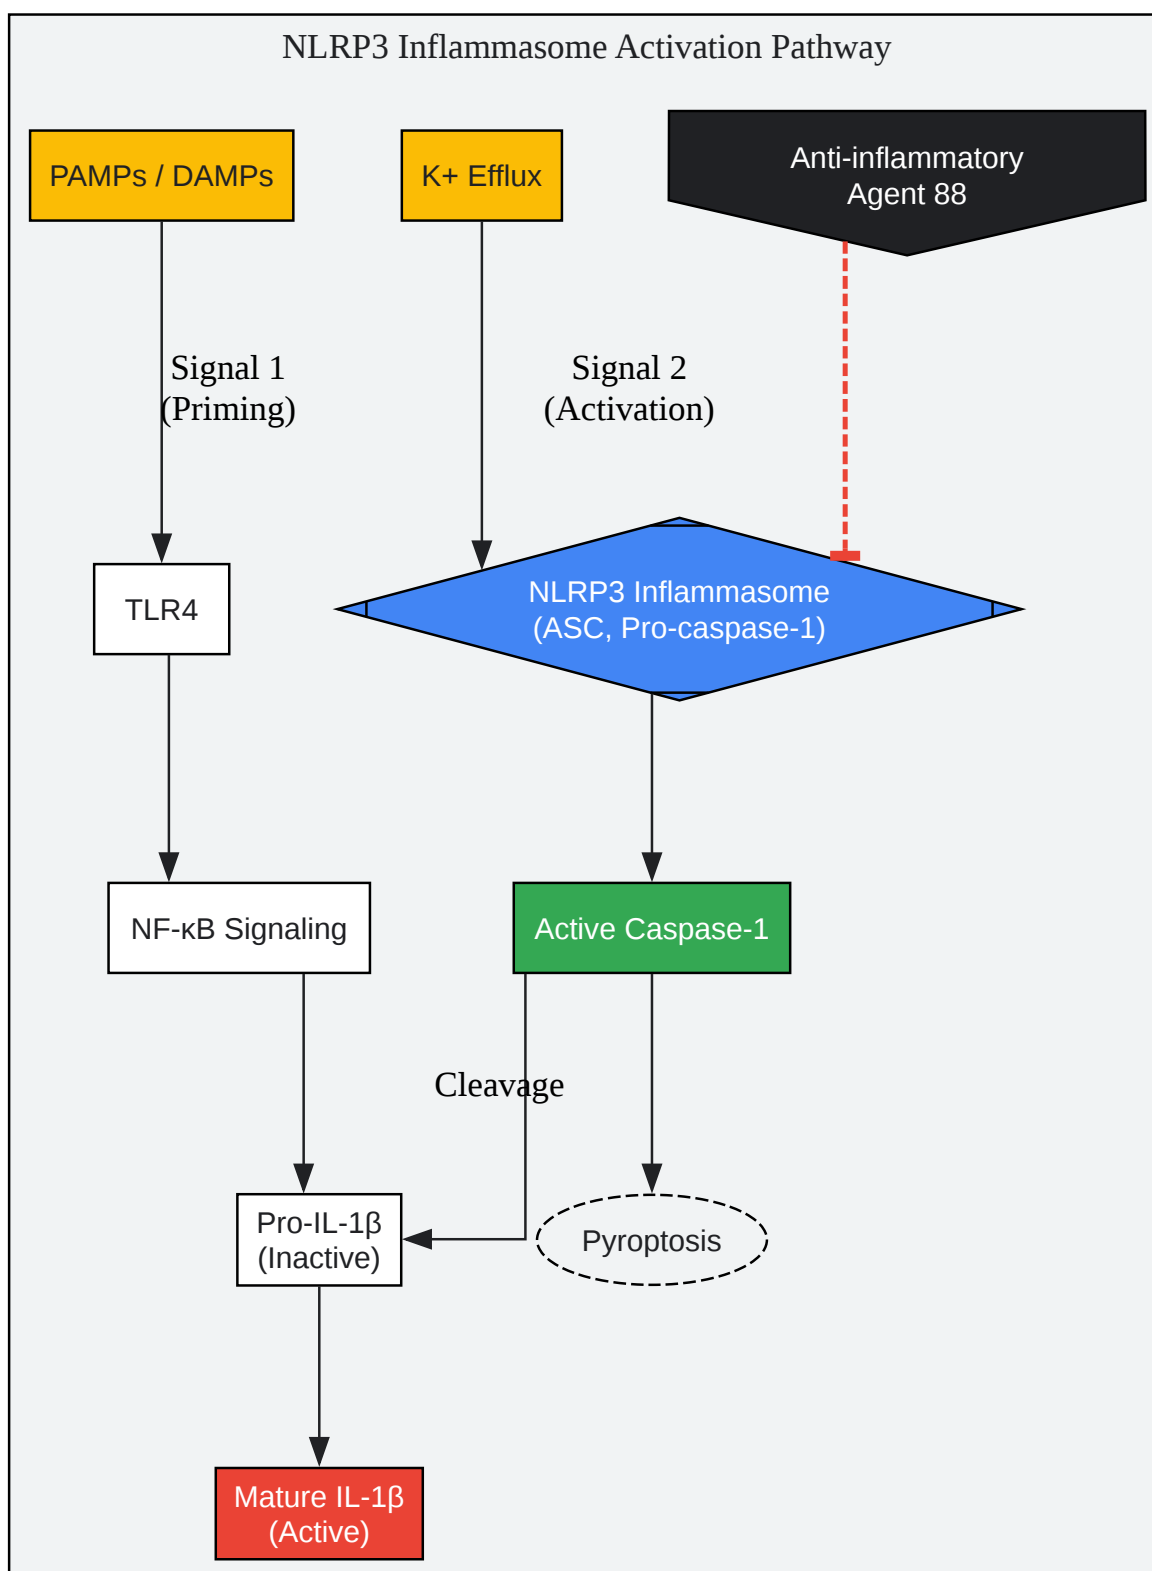 NLRP3 Inflammasome Activation Pathway
PAMPs / DAMPs
K+ Efflux
Anti-inflammatory
Agent 88
Signal 1
(Priming)
Signal 2
(Activation)
TLR4
NLRP3 Inflammasome
(ASC, Pro-caspase-1)
NF-κB Signaling
Active Caspase-1
Cleavage
Pro-IL-1β
(Inactive)
Pyroptosis
Mature IL-1β
(Active)